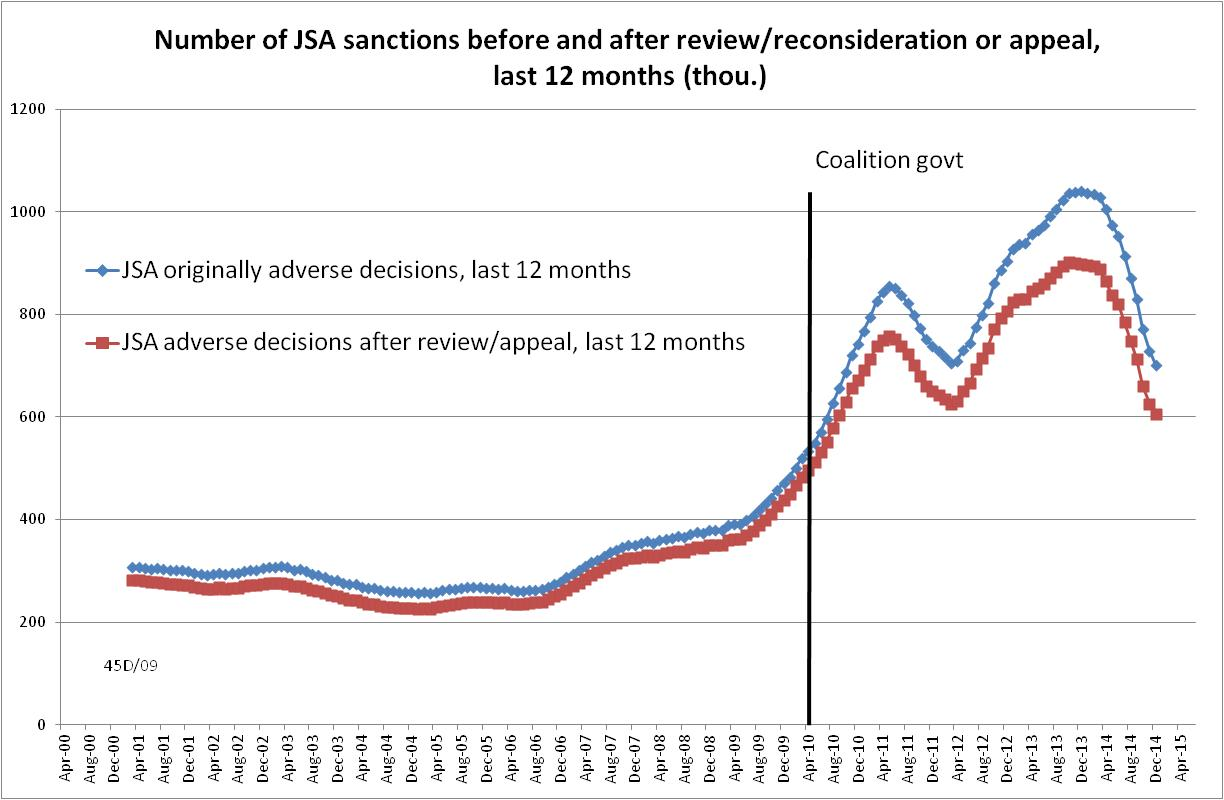 Number of JSA sanctions before and after review/reconsideration or appeal,
last 12 months (thou.)
1200
1000
800
600
400
200
0
Coalition govt
JSA originally adverse decisions, last 12 months
JSA adverse decisions after review/appeal, last 12 months
45D/09
Apr-00
Aug-00
Dec-00
Apr-01
Aug-01
Dec-01
Apr-02
Aug-02
Dec-02
Apr-03
Aug-03
Dec-03
Apr-04
Aug-04
Dec-04
Apr-05
Aug-05
Dec-05
Apr-06
Aug-06
Dec-06
Apr-07
Aug-07
Dec-07
Apr-08
Aug-08
Dec-08
Apr-09
Aug-09
Dec-09
Apr-10
Aug-10
Dec-10
Apr-11
Aug-11
Dec-11
Apr-12
Aug-12
Dec-12
Apr-13
Aug-13
Dec-13
Apr-14
Aug-14
Dec-14
Apr-15